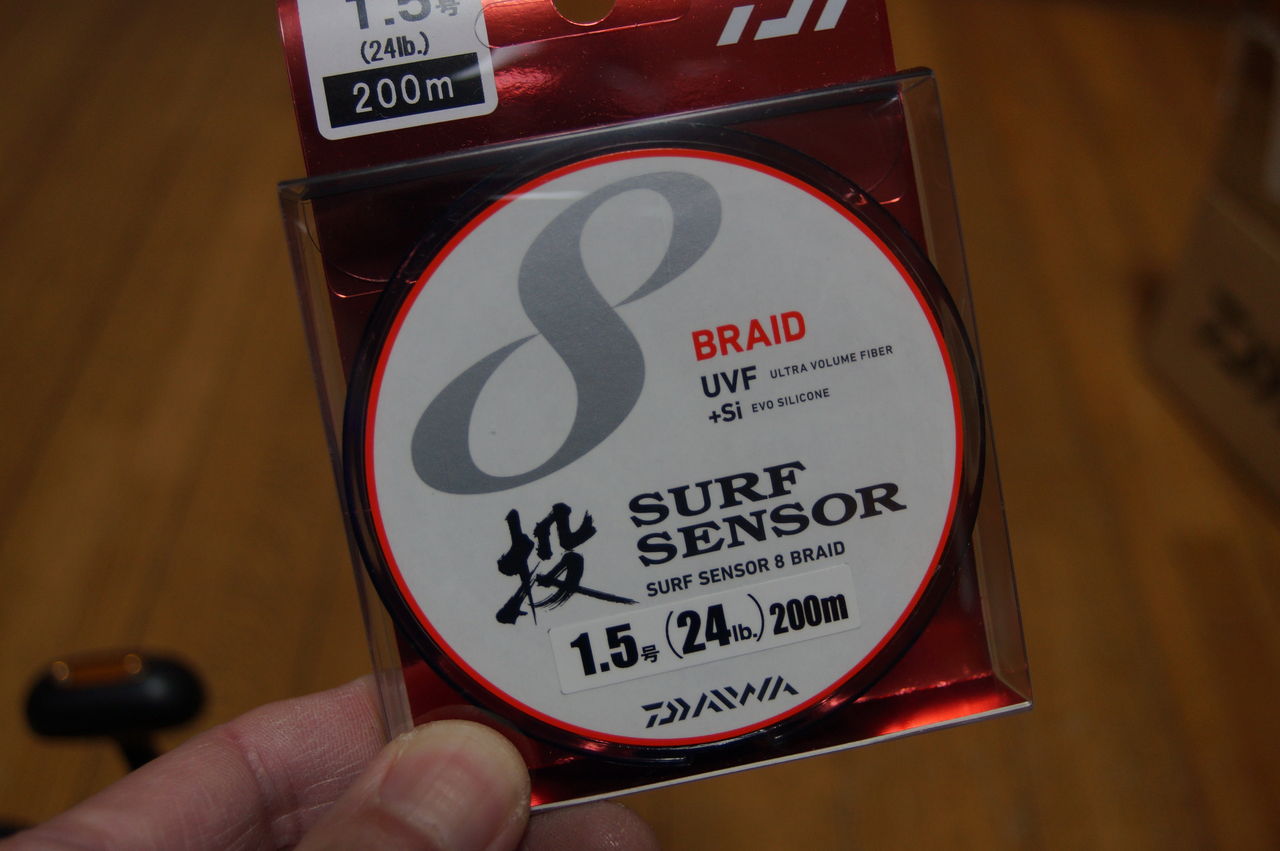 1.5号
(24lb.)
200m
8
BRAID
UVF ULTRA VOLUME FIBER
+Si EVO SILICONE
投
SURF
SENSOR
SURF SENSOR 8 BRAID
1.5号(24lb.)200m
DAIWA